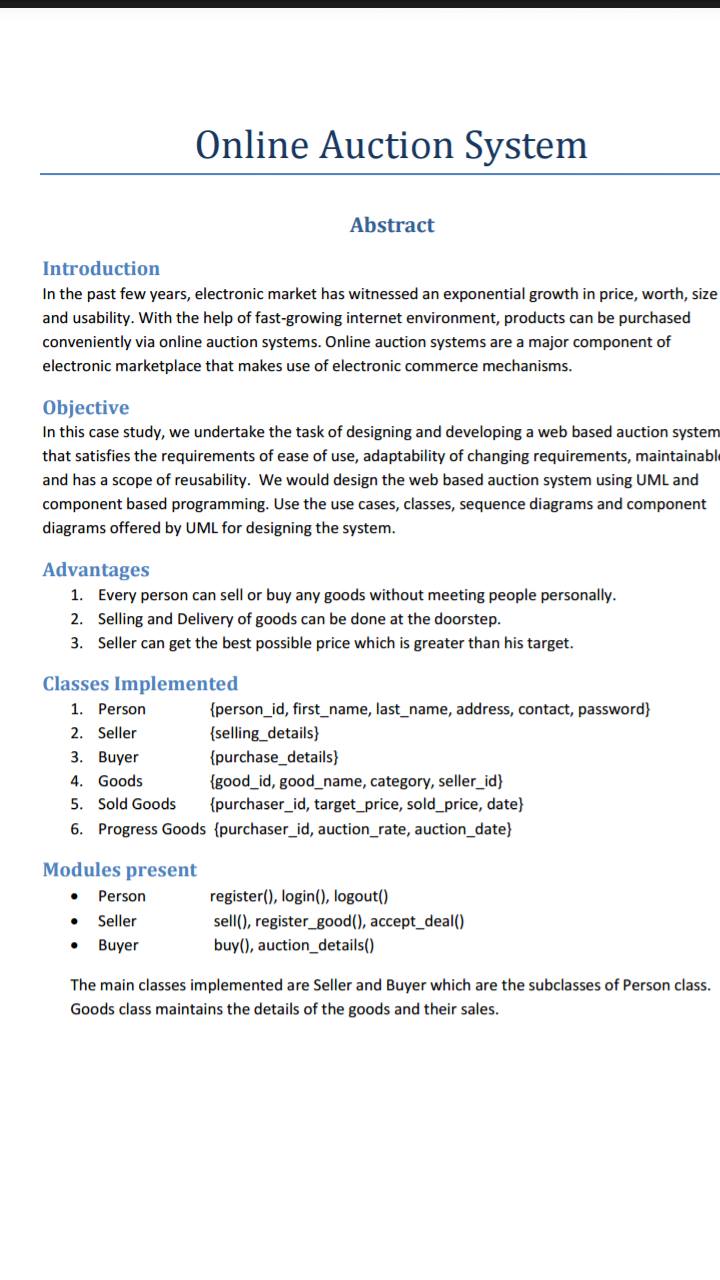 Online Auction System
Abstract
Introduction
In the past few years, electronic market has witnessed an exponential growth in price, worth, size
and usability. With the help of fast-growing internet environment, products can be purchased
conveniently via online auction systems. Online auction systems are a major component of
electronic marketplace that makes use of electronic commerce mechanisms.
Objective
In this case study, we undertake the task of designing and developing a web based auction system
that satisfies the requirements of ease of use, adaptability of changing requirements,
and has a scope of reusability.  We would design the web based auction system using UML and
component based programming. Use the use cases, classes, sequence diagrams and component
diagrams offered by UML for designing the system.
Advantages
1. Every person can sell or buy any goods without meeting people personally.
2. Selling and Delivery of goods can be done at the doorstep.
3. Seller can get the best possible price which is greater than his target.
Classes Implemented
1. Person {person_id, first_name, last_name, address, contact, password}
2. Seller {selling_details}
3. Buyer {purchase_details}
4. Goods {good_id, good_name, category, seller_id}
5. Sold Goods {purchaser_id, target_price, sold_price, date}
6. Progress Goods {purchaser_id, auction_rate, auction_date}
Modules present
• Person register(), login(), logout()
• Seller sell(), register_good(), accept_deal()
• Buyer buy(), auction_details()
The main classes implemented are Seller and Buyer which are the subclasses of Person class.
Goods class maintains the details of the goods and their sales.